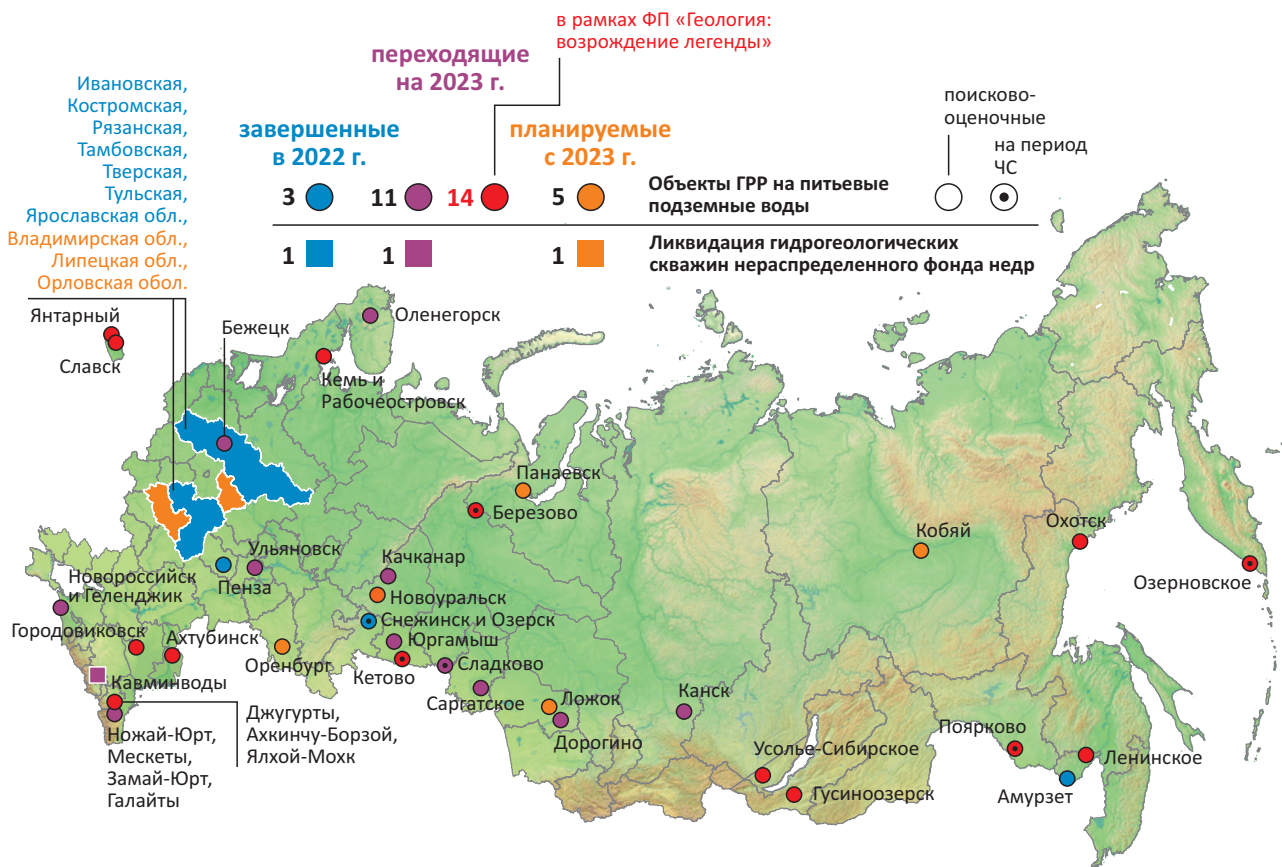 в рамках ФП «Геология:
возрождение легенды»
переходящие
на 2023 г.
Ивановская,
Костромская,
Рязанская,
Тамбовская,
Тверская,
Тульская,
Ярославская обл.,
Владимирская обл.,
Липецкая обл.,
Орловская обол.
завершенные
в 2022 г.
планируемые
с 2023 г.
поисково-
оценочные
на период
ЧС
3 11 14 5
Объекты ГРР на питьевые
подземные воды
1 1 1
Ликвидация гидрогеологических
скважин нераспределенного фонда недр
Янтарный
Славск
Бежецк
Оленегорск
Кемь и
Рабочеостровск
Панаевск
Березово
Кобяй
Охотск
Озерновское
Ульяновск
Пенза
Качканар
Новоуральск
Снежинск и Озерск
Юргамыш
Новороссийск
и Геленджик
Городовиковск
Ахтубинск
Оренбург
Кетово
Сладково
Саргатское
Ложок
Дорогино
Канск
Кавминводы
Джугурты,
Ахкинчу-Борзой,
Ялхой-Мохк
Ножай-Юрт,
Мескеты,
Замай-Юрт,
Галайты
Усолье-Сибирское
Гусиноозерск
Поярково
Ленинское
Амурзет